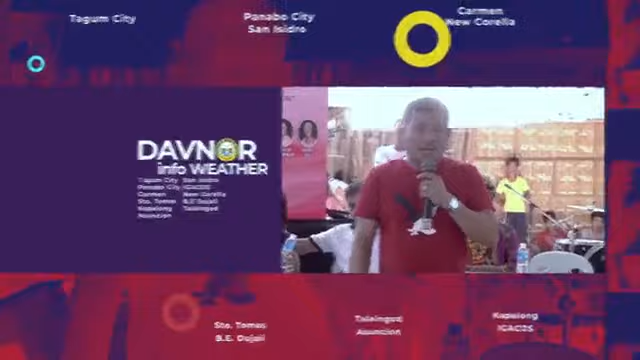 Tagum City
Panabo City
San Isidro
Carmen
New Corella
DAVNOR
info WEATHER
Tagum City San Isidro
Panabo City IGACOS
Carmen New Corella
Sto. Tomas B.E Dujali
Kapalong Talaingod
Asuncion
Sto. Tomas
B.E. Dujali
Talaingod
Asuncion
Kapalong
IGACOS